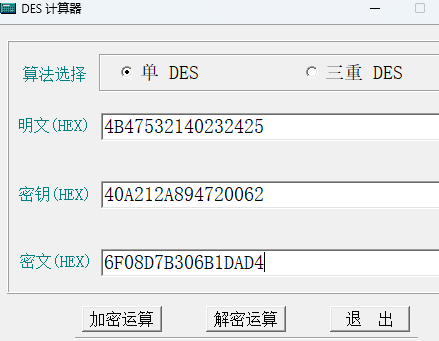 DES 计算器
算法选择 单 DES 三重 DES
明文(HEX) 4B47532140232425
密钥(HEX) 40A212A894720062
密文(HEX) 6F08D7B306B1DAD4
加密运算 解密运算 退 出